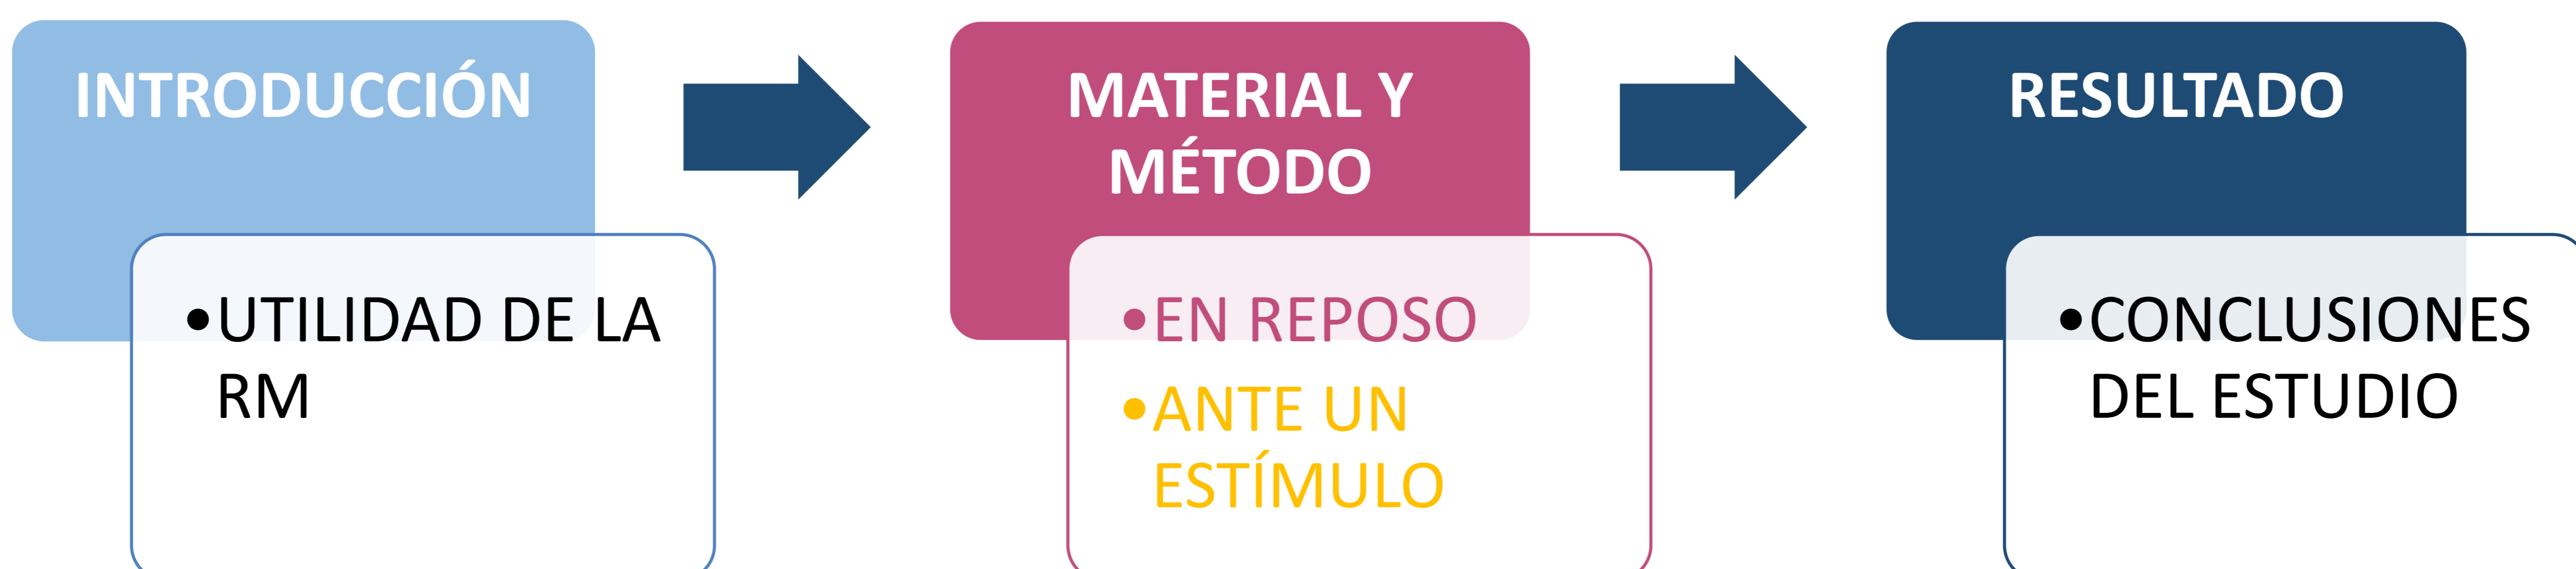 INTRODUCCIÓN
•UTILIDAD DE LA
RM
MATERIAL Y
MÉTODO
•EN REPOSO
•ANTE UN
ESTÍMULO
RESULTADO
•CONCLUSIONES
DEL ESTUDIO